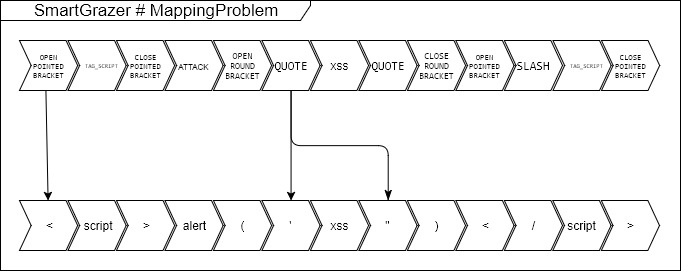 SmartGrazer # MappingProblem
OPEN POINTED BRACKET
TAG_SCRIPT
CLOSE POINTED BRACKET
ATTACK
OPEN ROUND BRACKET
QUOTE
XSS
QUOTE
CLOSE ROUND BRACKET
OPEN POINTED BRACKET
SLASH
TAG_SCRIPT
CLOSE POINTED BRACKET
< script > alert ( ' xss " ) < / script >